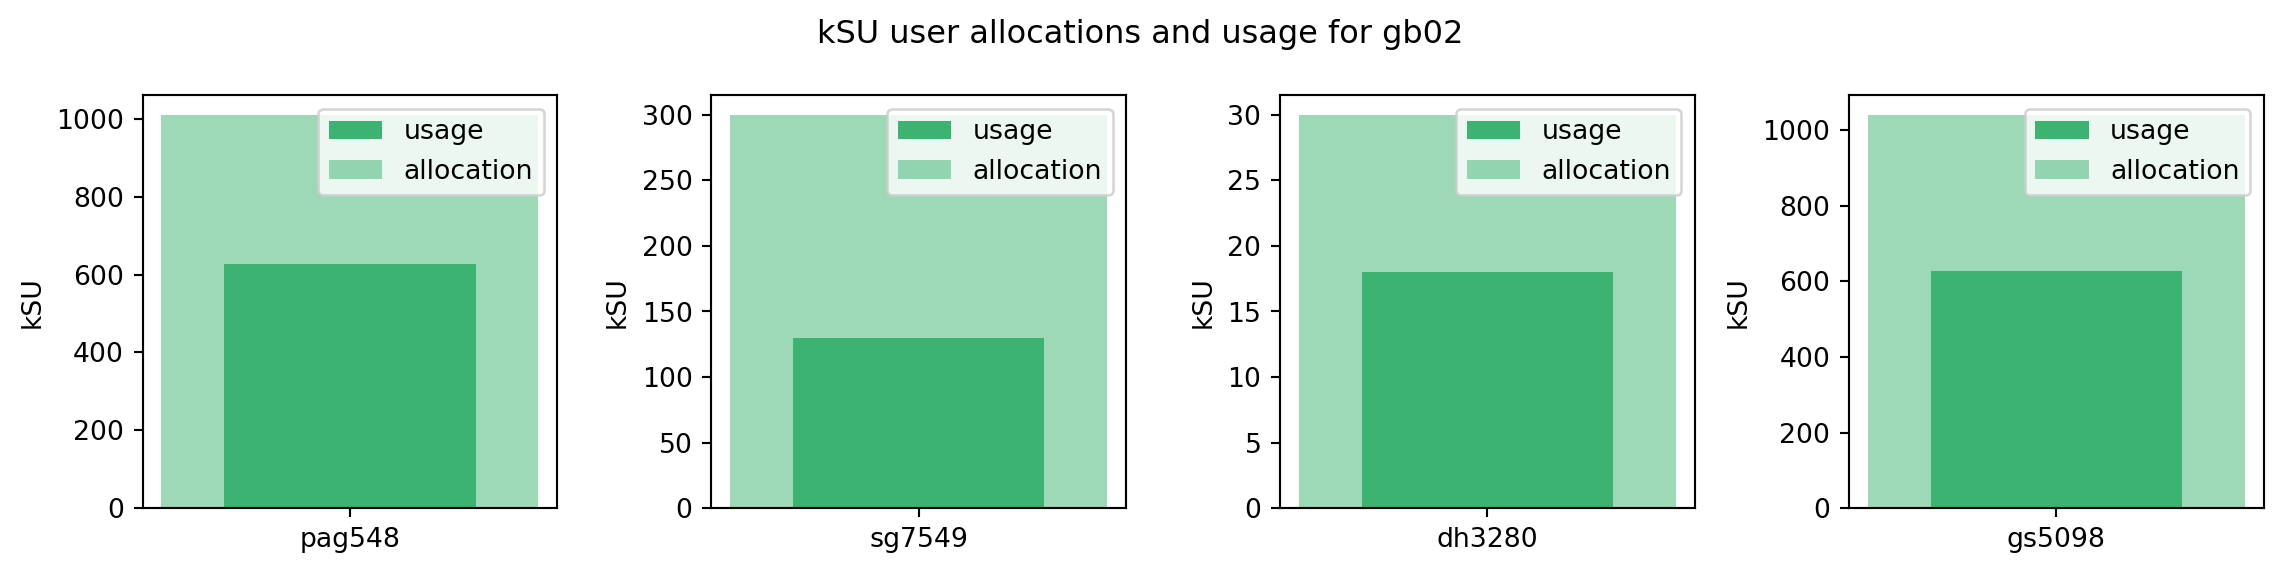 kSU user allocations and usage for gb02
kSU
1000
800
600
400
200
0
usage
allocation
pag548
kSU
300
250
200
150
100
50
0
usage
allocation
sg7549
kSU
30
25
20
15
10
5
0
usage
allocation
dh3280
kSU
1000
800
600
400
200
0
usage
allocation
gs5098